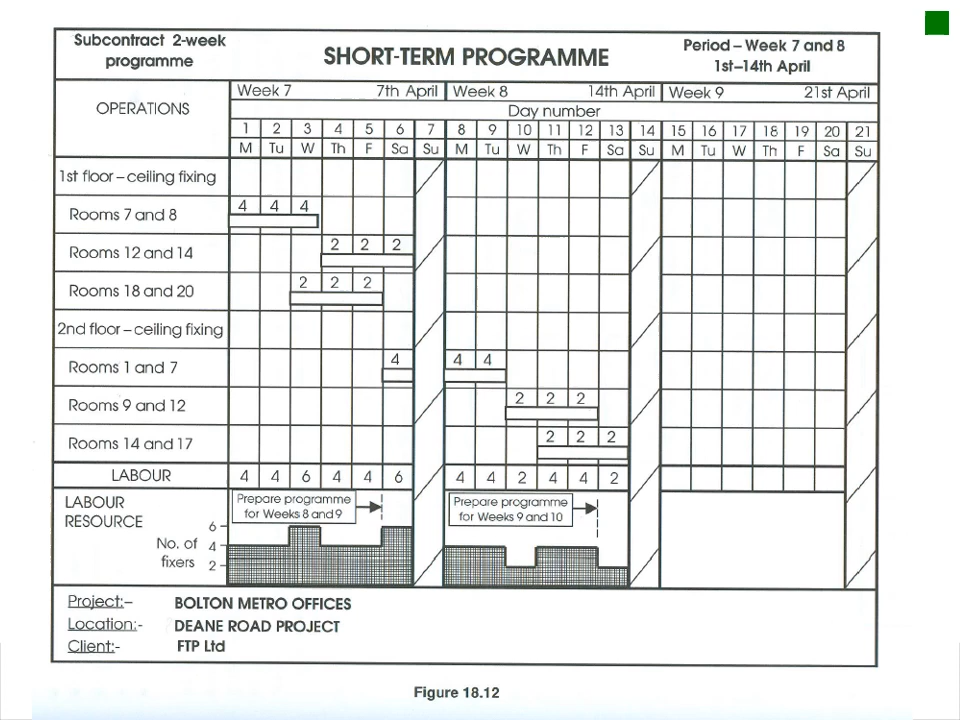 Subcontract 2-week
programme
SHORT-TERM PROGRAMME
Period – Week 7 and 8
1st–14th April
OPERATIONS
Week 7 7th April Week 8 14th April Week 9 21st April
Day number
1 2 3 4 5 6 7 8 9 10 11 12 13 14 15 16 17 18 19 20 21
M Tu W Th F Sa Su M Tu W Th F Sa Su M Tu W Th F Sa Su
1st floor – ceiling fixing
Rooms 7 and 8 4 4 4
Rooms 12 and 14 2 2 2
Rooms 18 and 20 2 2 2
2nd floor – ceiling fixing
Rooms 1 and 7 4 4 4
Rooms 9 and 12 2 2 2
Rooms 14 and 17 2 2 2
LABOUR 4 4 6 4 4 6 4 4 2 4 4 2
LABOUR
RESOURCE
Prepare programme
for Weeks 8 and 9
Prepare programme
for Weeks 9 and 10
6
No. of 4
fixers 2
Project:– BOLTON METRO OFFICES
Location:- DEANE ROAD PROJECT
Client:- FTP Ltd
Figure 18.12